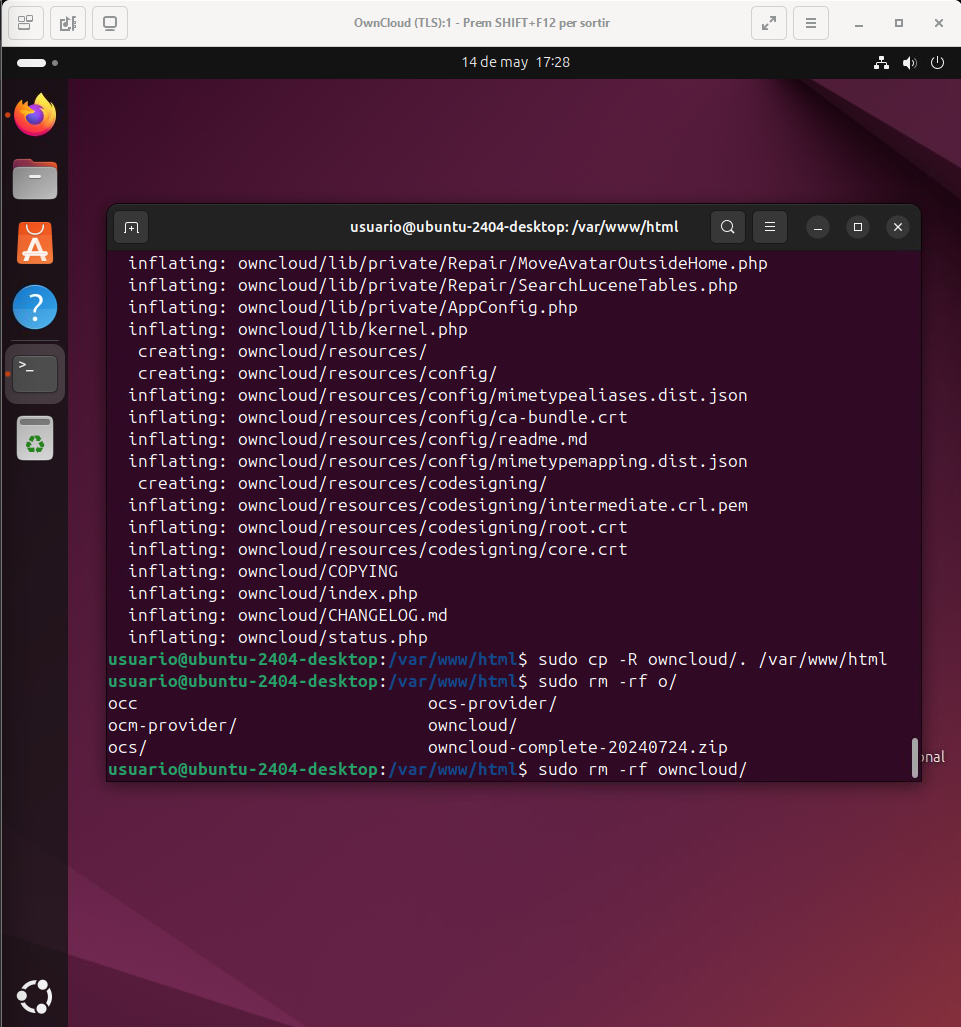 OwnCloud (TLS):1 - Prem SHIFT+F12 per sortir
14 de may 17:28
usuario@ubuntu-2404-desktop: /var/www/html
inflating: owncloud/lib/private/Repair/MoveAvatarOutsideHome.php
inflating: owncloud/lib/private/Repair/SearchLuceneTables.php
inflating: owncloud/lib/private/AppConfig.php
inflating: owncloud/lib/kernel.php
creating: owncloud/resources/
creating: owncloud/resources/config/
inflating: owncloud/resources/config/mimetypealiases.dist.json
inflating: owncloud/resources/config/ca-bundle.crt
inflating: owncloud/resources/config/readme.md
inflating: owncloud/resources/config/mimetypemapping.dist.json
creating: owncloud/resources/codesigning/
inflating: owncloud/resources/codesigning/intermediate.crl.pem
inflating: owncloud/resources/codesigning/root.crt
inflating: owncloud/resources/codesigning/core.crt
inflating: owncloud/COPYING
inflating: owncloud/index.php
inflating: owncloud/CHANGELOG.md
inflating: owncloud/status.php
usuario@ubuntu-2404-desktop:/var/www/html$ sudo cp -R owncloud/. /var/www/html
usuario@ubuntu-2404-desktop:/var/www/html$ sudo rm -rf o/
occ ocs-provider/
ocm-provider/ owncloud/
ocs/ owncloud-complete-20240724.zip
usuario@ubuntu-2404-desktop:/var/www/html$ sudo rm -rf owncloud/